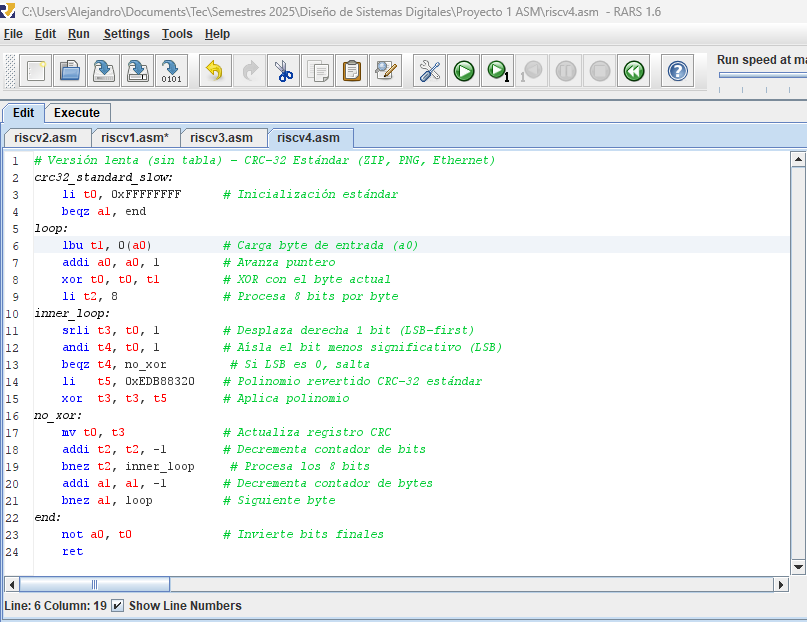 C:\Users\Alejandro\Documents\Tec\Semestres 2025\Diseño de Sistemas Digitales\Proyecto 1 ASM\riscv4.asm - RARS 1.6
File Edit Run Settings Tools Help
0101
1
1
Run speed at ma
Edit Execute
riscv2.asm riscv1.asm* riscv3.asm riscv4.asm
1 # Versión lenta (sin tabla) - CRC-32 Estándar (ZIP, PNG, Ethernet)
2 crc32_standard_slow:
3 li t0, 0xFFFFFFFF # Inicialización estándar
4 beqz a1, end
5 loop:
6 lbu t1, 0(a0) # Carga byte de entrada (a0)
7 addi a0, a0, 1 # Avanza puntero
8 xor t0, t0, t1 # XOR con el byte actual
9 li t2, 8 # Procesa 8 bits por byte
10 inner_loop:
11 srli t3, t0, 1 # Desplaza derecha 1 bit (LSB-first)
12 andi t4, t0, 1 # Aísla el bit menos significativo (LSB)
13 beqz t4, no_xor # Si LSB es 0, salta
14 li t5, 0xEDB88320 # Polinomio revertido CRC-32 estándar
15 xor t3, t3, t5 # Aplica polinomio
16 no_xor:
17 mv t0, t3 # Actualiza registro CRC
18 addi t2, t2, -1 # Decrementa contador de bits
19 bnez t2, inner_loop # Procesa los 8 bits
20 addi a1, a1, -1 # Decrementa contador de bytes
21 bnez a1, loop # Siguiente byte
22 end:
23 not a0, t0 # Invierte bits finales
24 ret
Line: 6 Column: 19 Show Line Numbers